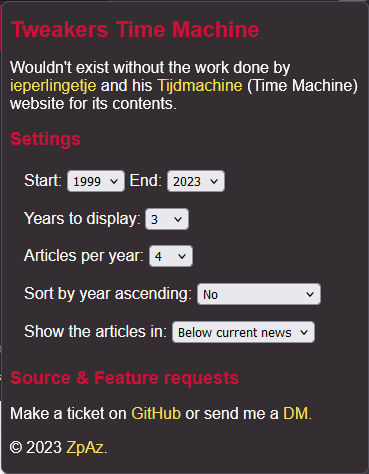 Tweakers Time Machine
Wouldn't exist without the work done by
ieperlingetje and his Tijdmachine (Time Machine)
website for its contents.
Settings
Start: 1999 End: 2023
Years to display: 3
Articles per year: 4
Sort by year ascending: No
Show the articles in: Below current news
Source & Feature requests
Make a ticket on GitHub or send me a DM.
© 2023 ZpAz.